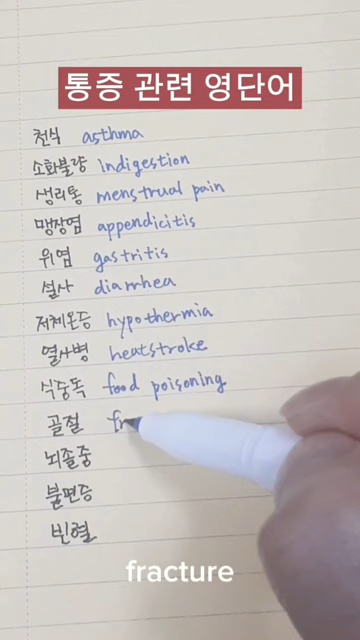 통증 관련 영단어
천식 asthma
소화불량 indigestion
생리통 menstrual pain
맹장염 appendicitis
위염 gastritis
설사 diarrhea
저체온증 hypothermia
열사병 heatstroke
식중독 food poisoning
골절 fr
뇌졸중
불면증
빈혈
fracture